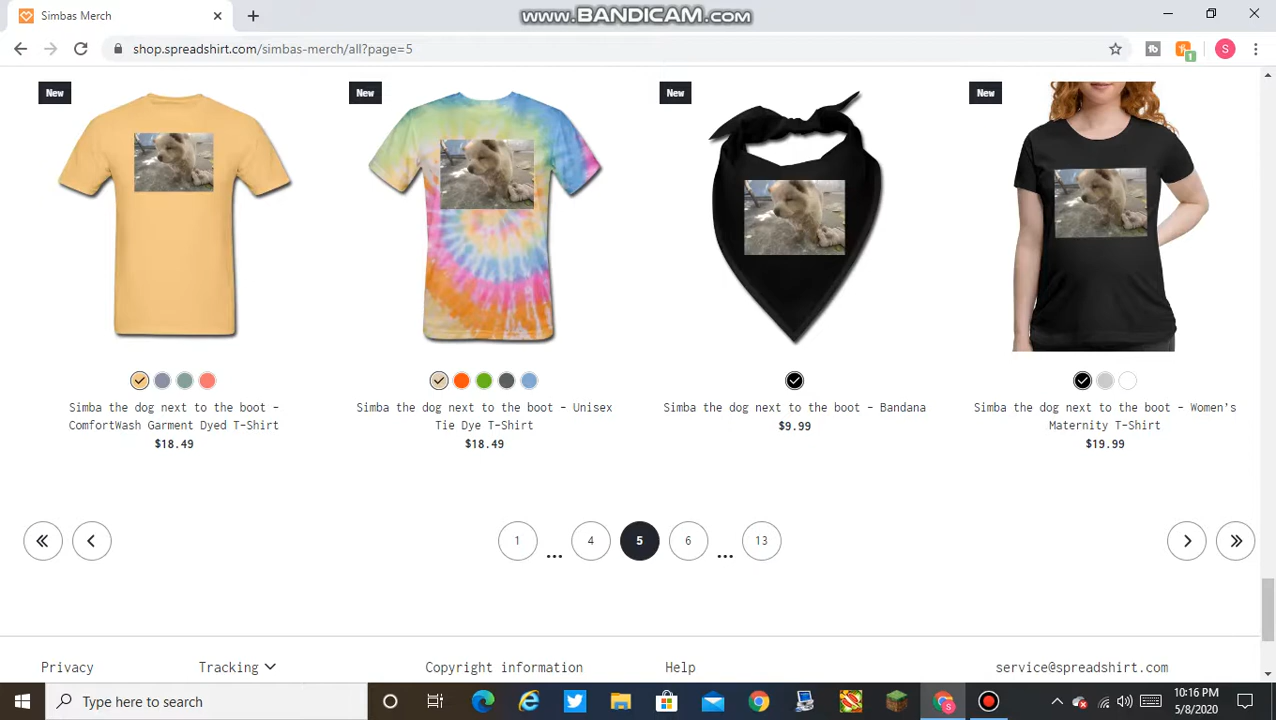 Simbas Merch
www.BANDICAM.com
shop.spreadshirt.com/simbas-merch/all?page=5
S
1
New
New
New
New
Simba the dog next to the boot -
ComfortWash Garment Dyed T-Shirt
$18.49
Simba the dog next to the boot - Unisex
Tie Dye T-Shirt
$18.49
Simba the dog next to the boot - Bandana
$9.99
Simba the dog next to the boot - Women's
Maternity T-Shirt
$19.99
1 ... 4 5 6 ... 13
Privacy
Tracking
Copyright information
Help
service@spreadshirt.com
Type here to search
10:16 PM
5/8/2020